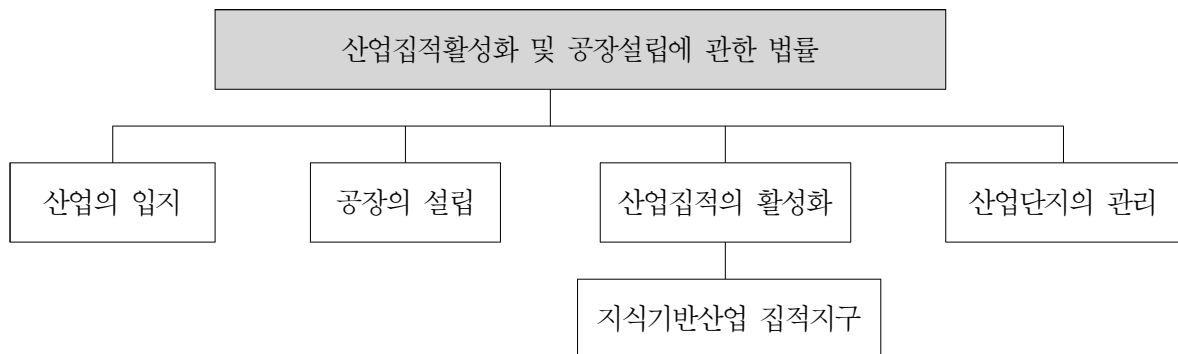 산업집적활성화 및 공장설립에 관한 법률
산업의 입지
공장의 설립
산업집적의 활성화
산업단지의 관리
지식기반산업 집적지구